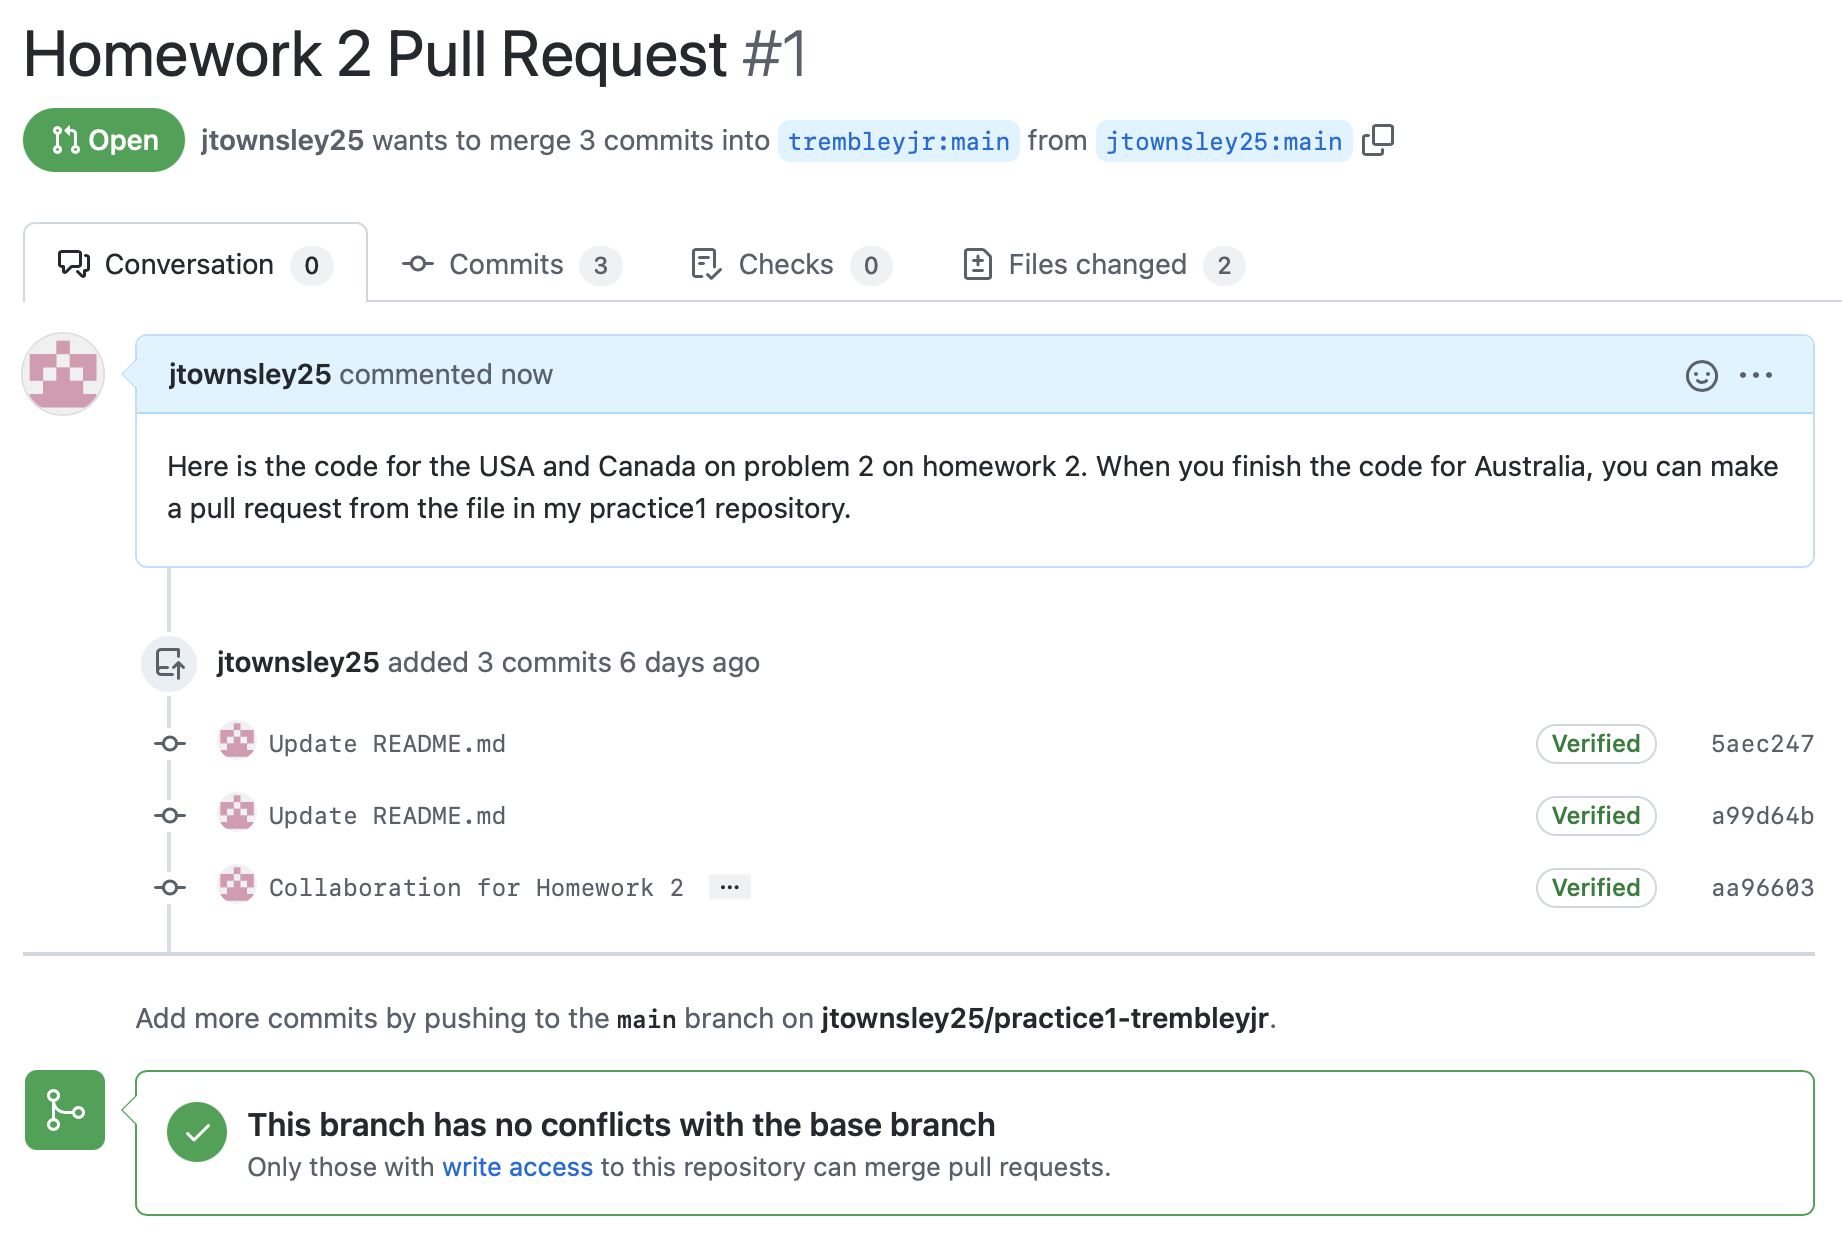 Homework 2 Pull Request #1
Open jtownsley25 wants to merge 3 commits into trembleyjr:main from jtownsley25:main
Conversation 0 Commits 3 Checks 0 Files changed 2
jtownsley25 commented now
Here is the code for the USA and Canada on problem 2 on homework 2. When you finish the code for Australia, you can make
a pull request from the file in my practice1 repository.
jtownsley25 added 3 commits 6 days ago
Update README.md Verified 5aec247
Update README.md Verified a99d64b
Collaboration for Homework 2 ... Verified aa96603
Add more commits by pushing to the main branch on jtownsley25/practice1-trembleyjr.
This branch has no conflicts with the base branch
Only those with write access to this repository can merge pull requests.